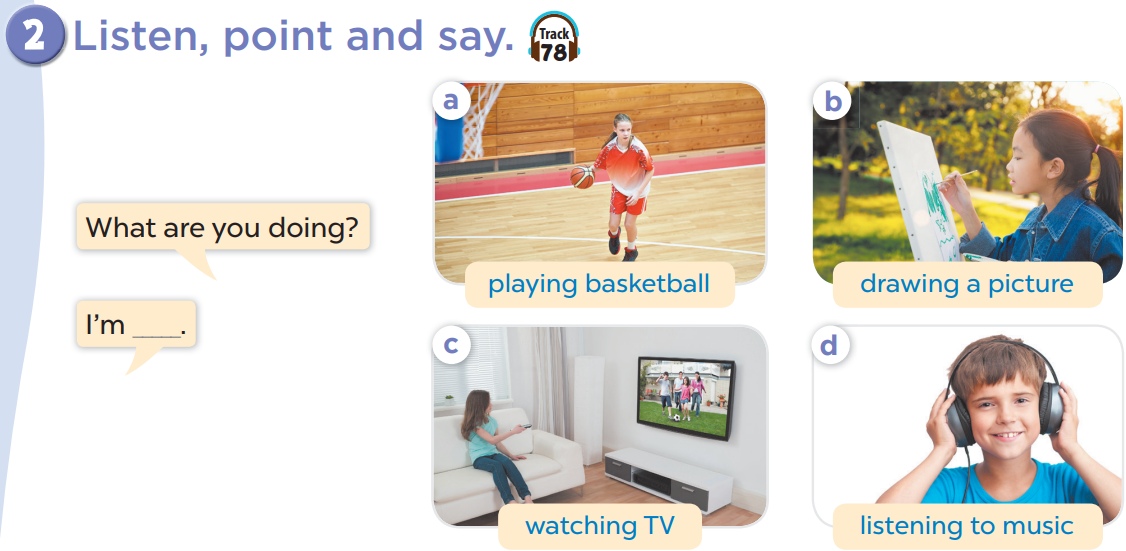 2 Listen, point and say. Track 78
What are you doing?
I'm ____.
a
playing basketball
b
drawing a picture
c
watching TV
d
listening to music